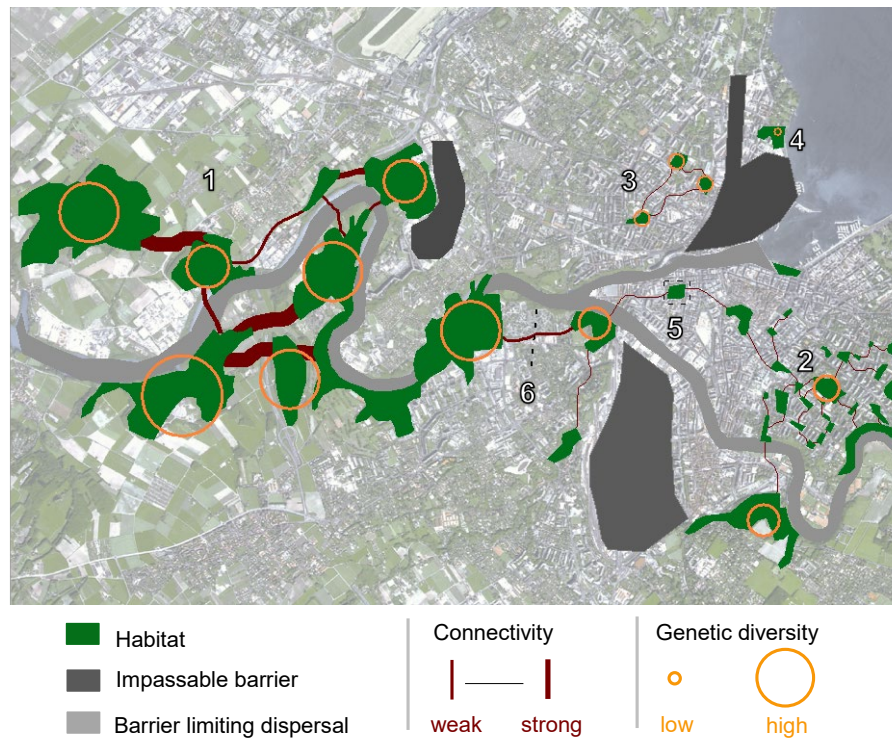 1
4
3
5
2
6
Habitat
Impassable barrier
Barrier limiting dispersal
Connectivity
weak strong
Genetic diversity
low high